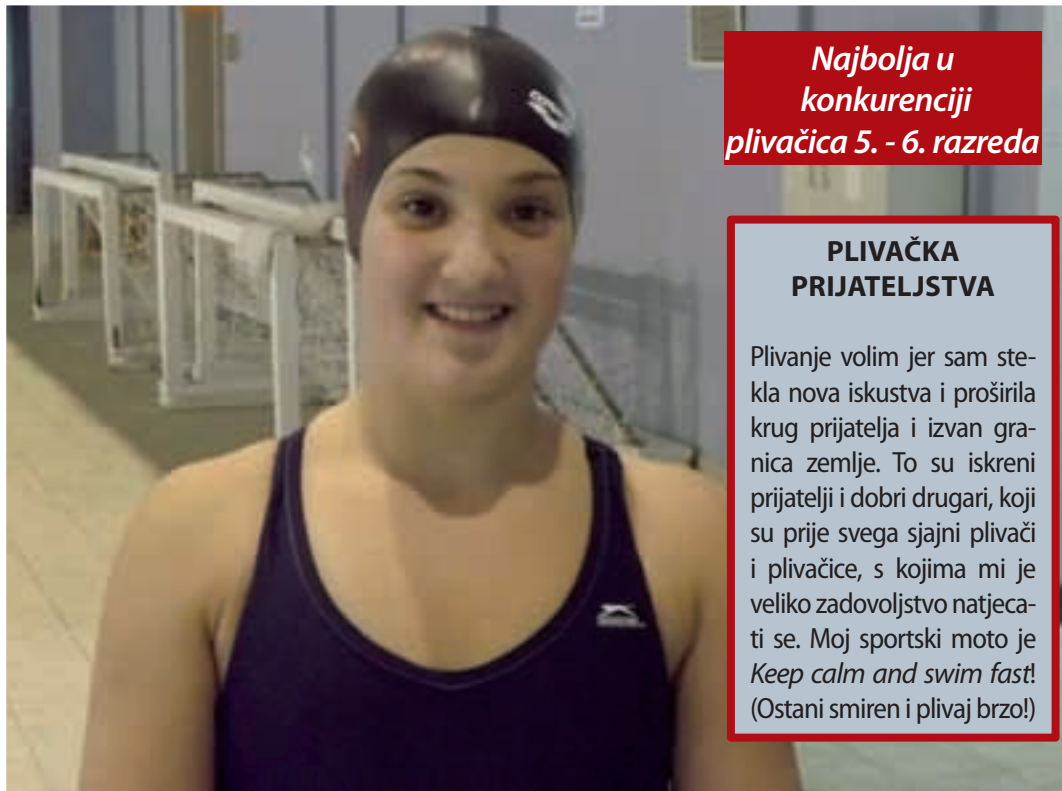 Najbolja u
konkurenciji
plivačica 5. - 6. razreda
PLIVAČKA
PRIJATELJSTVA
Plivanje volim jer sam ste-
kla nova iskustva i proširila
krug prijatelja i izvan gra-
nica zemlje. To su iskreni
prijatelji i dobri drugari, koji
su prije svega sjajni plivači
i plivačice, s kojima mi je
veliko zadovoljstvo natjeca-
ti se. Moj sportski moto je
Keep calm and swim fast!
(Ostani smiren i plivaj brzo!)